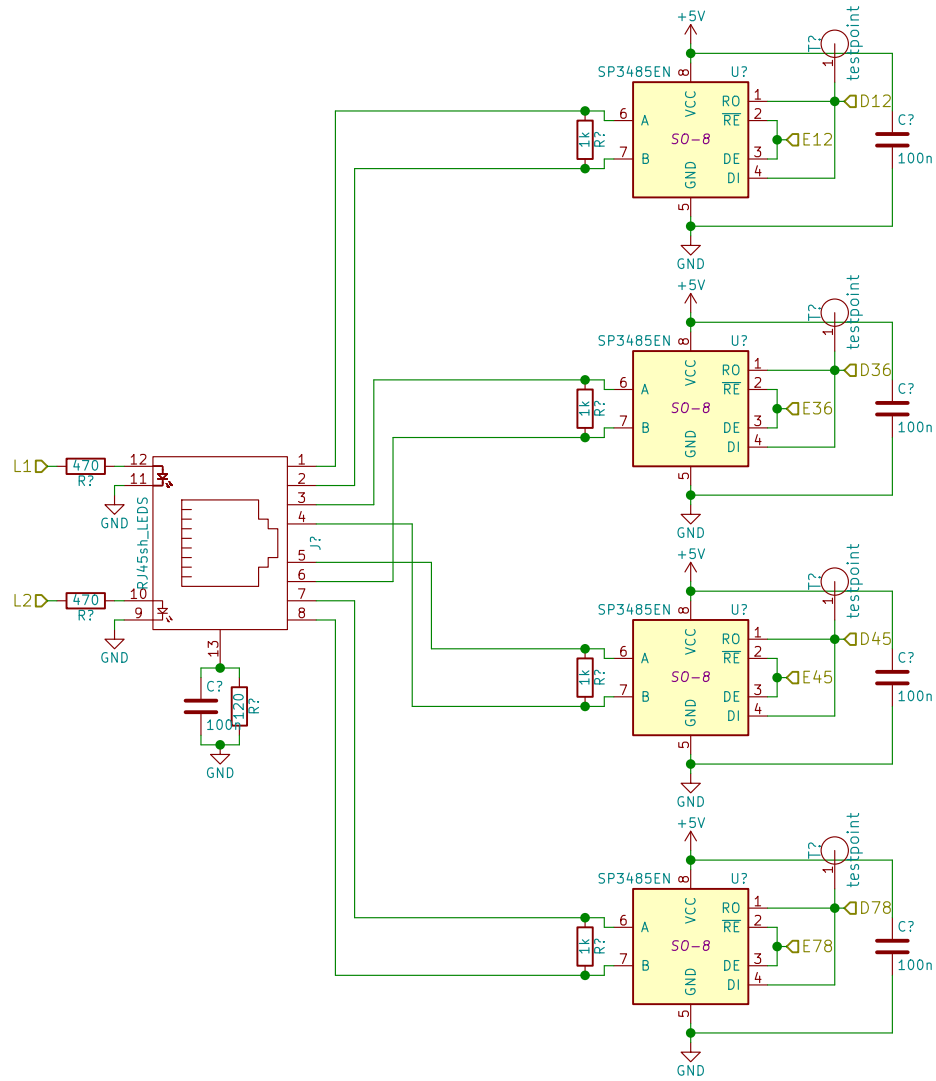 +5V
SP3485EN
U?
T?
testpoint
8
1
VCC
RO
1
D12
6
A
RE
2
C?
1k
R?
SO-8
E12
7
B
DE
3
100n
GND
DI
4
5
GND
+5V
SP3485EN
U?
T?
testpoint
8
1
VCC
RO
1
D36
6
A
RE
2
C?
1k
R?
SO-8
E36
7
B
DE
3
100n
GND
DI
4
5
GND
L1
470
R?
12
11
GND
RJ45sh_LEDS
J?
1
2
3
4
5
6
7
8
L2
470
R?
10
9
GND
13
C?
100n
120
R?
GND
+5V
SP3485EN
U?
T?
testpoint
8
1
VCC
RO
1
D45
6
A
RE
2
C?
1k
R?
SO-8
E45
7
B
DE
3
100n
GND
DI
4
5
GND
+5V
SP3485EN
U?
T?
testpoint
8
1
VCC
RO
1
D78
6
A
RE
2
C?
1k
R?
SO-8
E78
7
B
DE
3
100n
GND
DI
4
5
GND